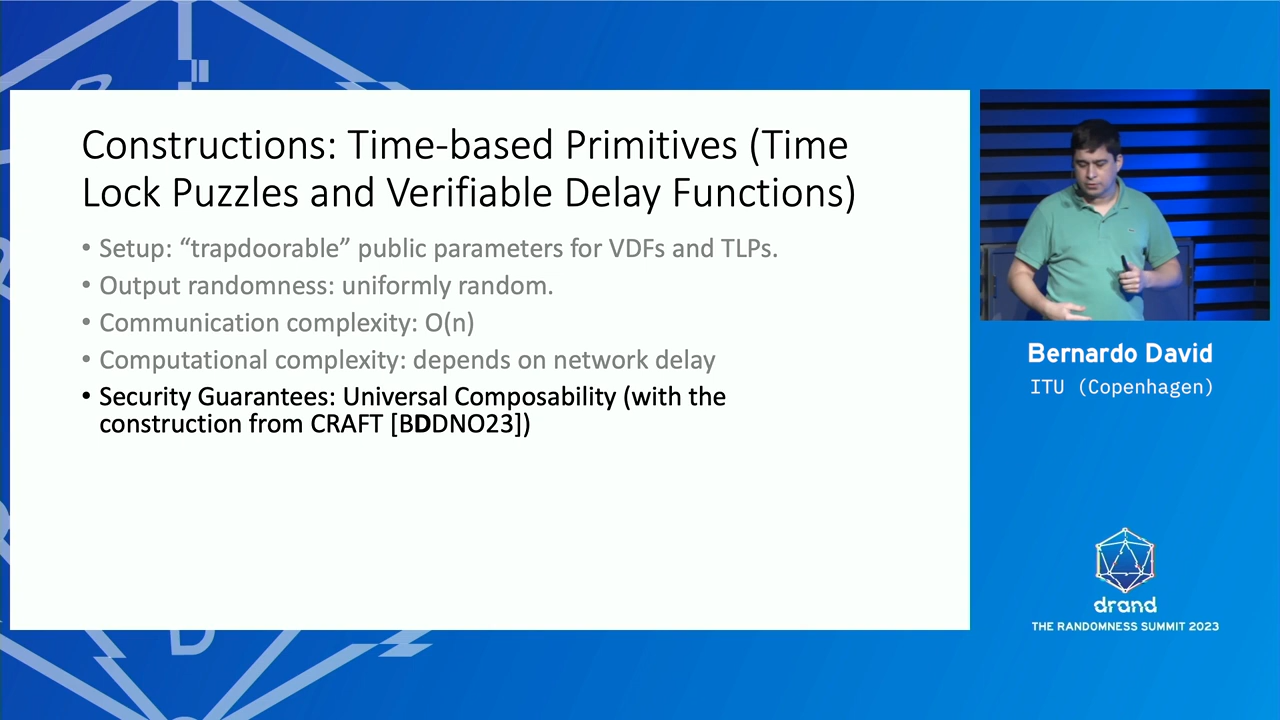 Constructions: Time-based Primitives (Time
Lock Puzzles and Verifiable Delay Functions)
• Setup: “trapdoorable” public parameters for VDFs and TLPs.
• Output randomness: uniformly random.
• Communication complexity: O(n)
• Computational complexity: depends on network delay
• Security Guarantees: Universal Composability (with the
construction from CRAFT [BDDNO23])
Bernardo David
ITU (Copenhagen)
drand
THE RANDOMNESS SUMMIT 2023